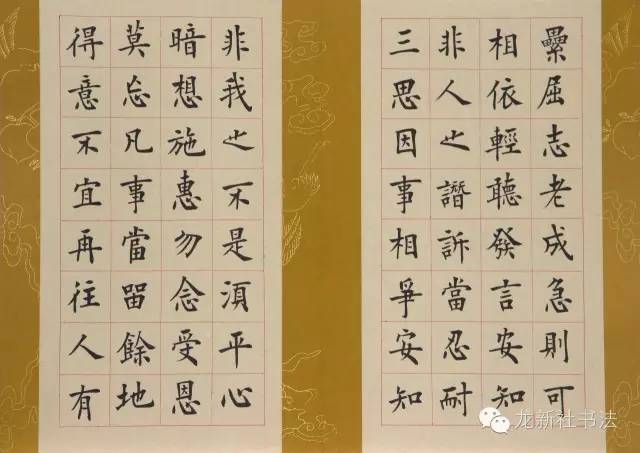 纍屈志老成急則可
相依輕聽發言安知
非人之譖訴當忍耐
三思因事相爭安知
非我之不是湏平心
暗想施惠勿念受恩
莫忘凡事當留餘地
得意不宜再往人有
龙新社书法